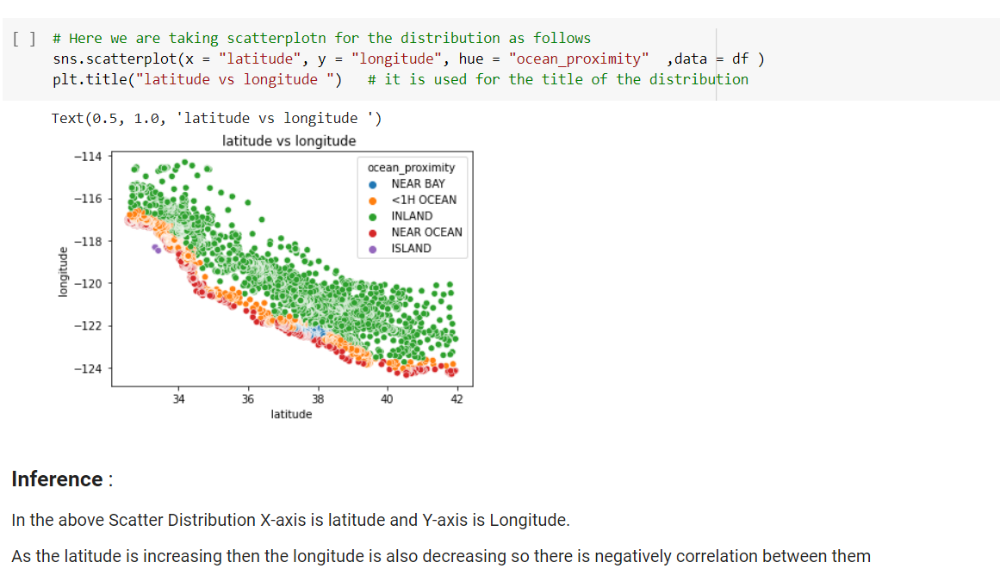 [ ] # Here we are taking scatterplotn for the distribution as follows
sns.scatterplot(x = "latitude", y = "longitude", hue = "ocean_proximity"  ,data = df )
plt.title("latitude vs longitude ")   # it is used for the title of the distribution
Text(0.5, 1.0, 'latitude vs longitude ')
latitude vs longitude
−114
−116
−118
−120
−122
−124
longitude
ocean_proximity
NEAR BAY
<1H OCEAN
INLAND
NEAR OCEAN
ISLAND
34 36 38 40 42
latitude
Inference :
In the above Scatter Distribution X-axis is latitude and Y-axis is Longitude.
As the latitude is increasing then the longitude is also decreasing so there is negatively correlation between them